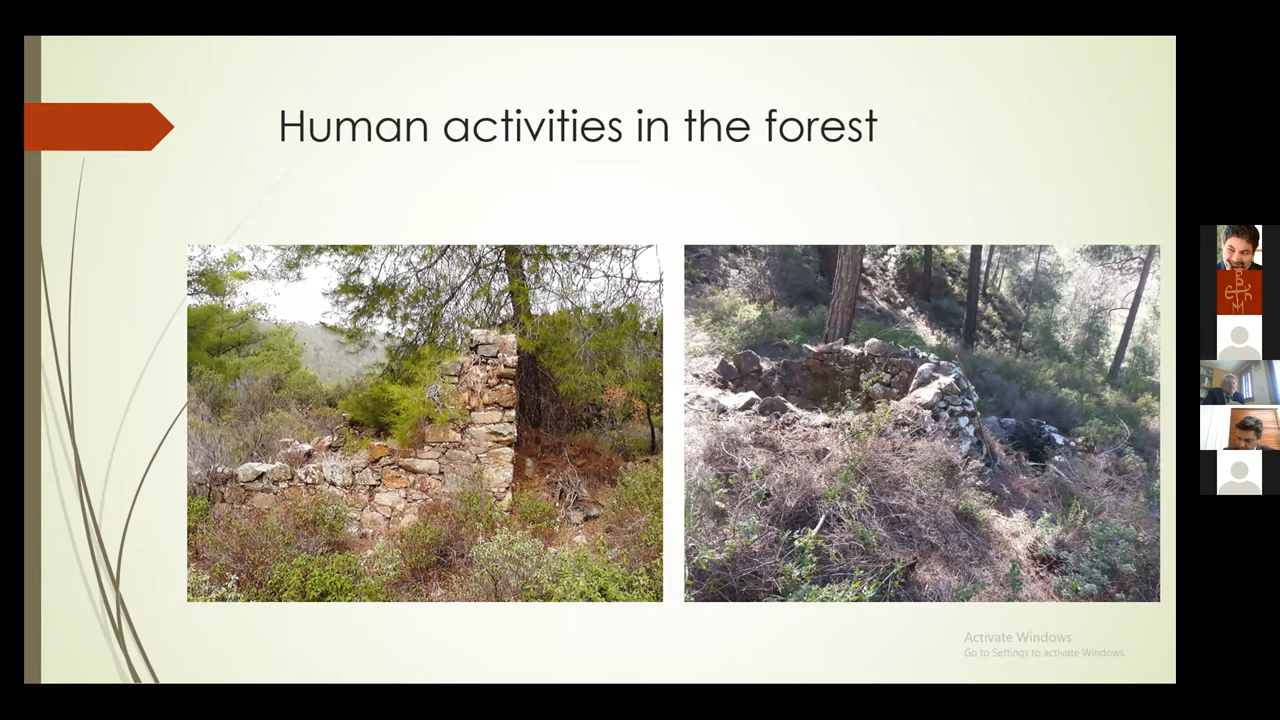 Human activities in the forest
Activate Windows
Go to Settings to activate Windows.